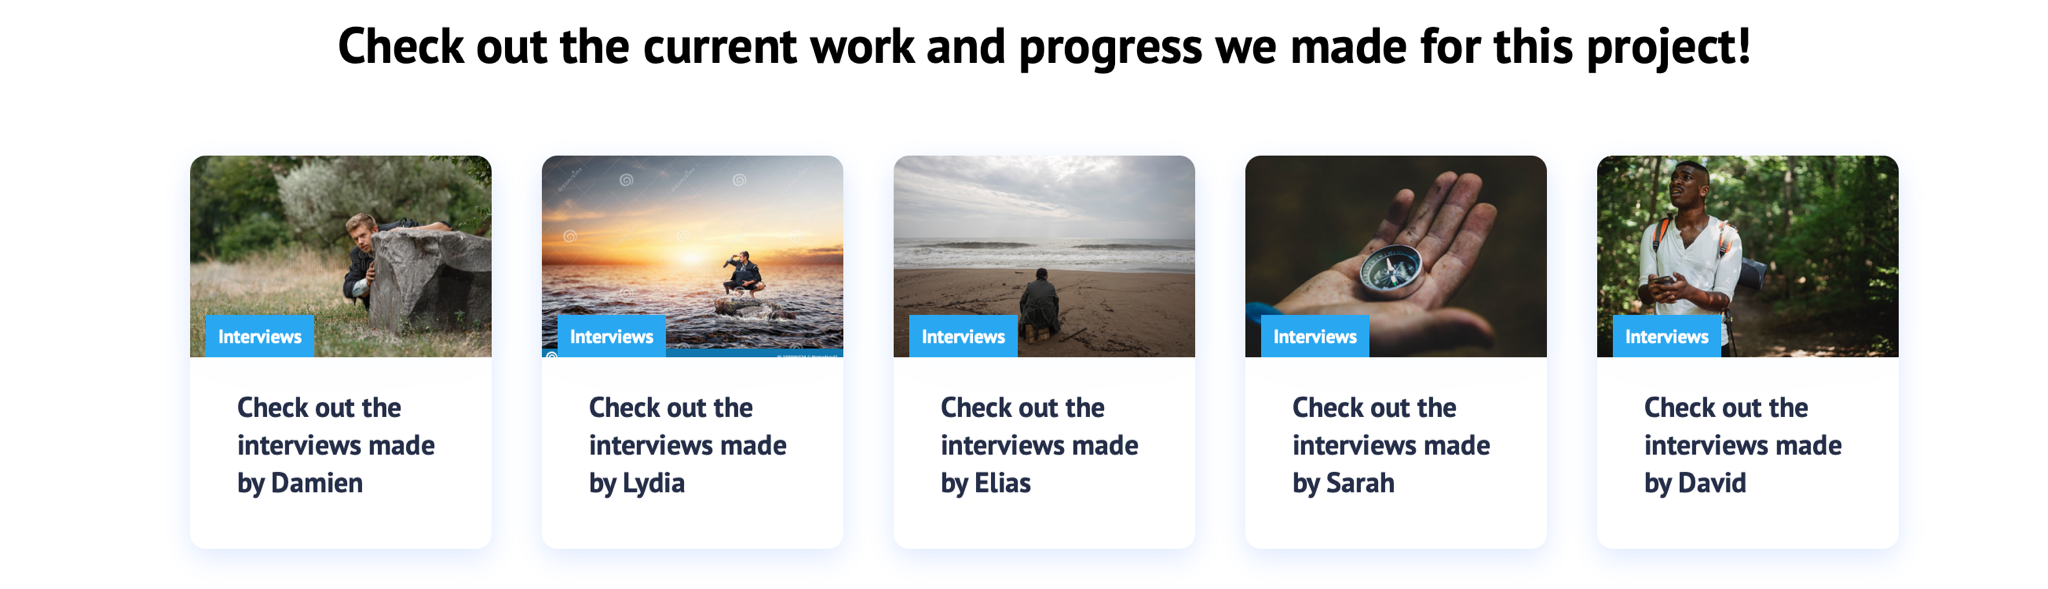 Check out the current work and progress we made for this project!
Interviews
Check out the
interviews made
by Damien
Interviews
Check out the
interviews made
by Lydia
Interviews
Check out the
interviews made
by Elias
Interviews
Check out the
interviews made
by Sarah
Interviews
Check out the
interviews made
by David